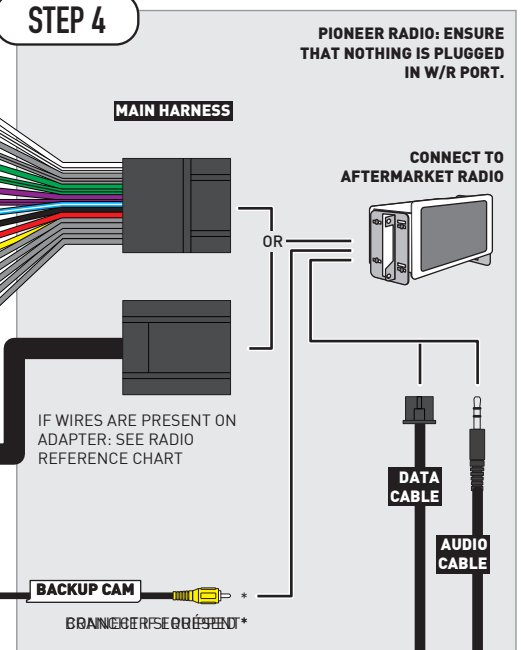 STEP 4
PIONEER RADIO: ENSURE
THAT NOTHING IS PLUGGED
IN W/R PORT.
MAIN HARNESS
CONNECT TO
AFTERMARKET RADIO
OR
IF WIRES ARE PRESENT ON
ADAPTER: SEE RADIO
REFERENCE CHART
DATA
CABLE
AUDIO
CABLE
BACKUP CAM
*